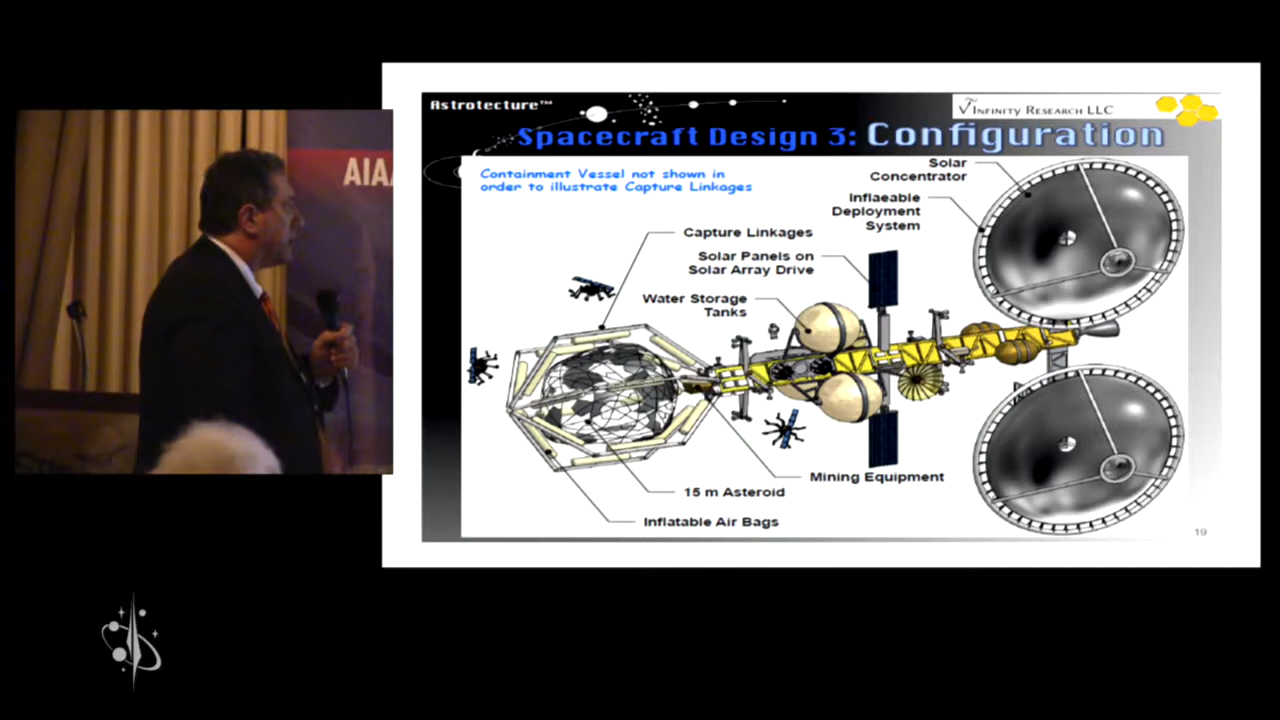 AIAA
Astrotecture™
INFINITY RESEARCH LLC
Spacecraft Design 3: Configuration
Containment Vessel not shown in
order to illustrate Capture Linkages
Solar
Concentrator
Inflaeable
Deployment
System
Capture Linkages
Solar Panels on
Solar Array Drive
Water Storage
Tanks
Mining Equipment
15 m Asteroid
Inflatable Air Bags
19